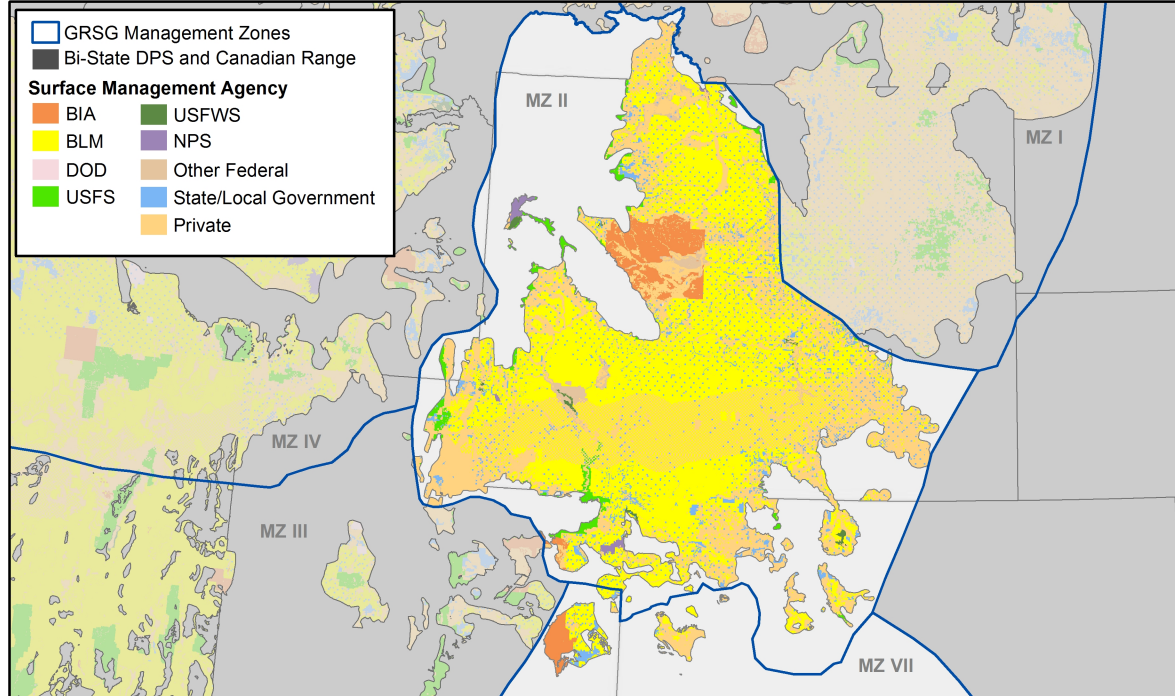 GRSG Management Zones
Bi-State DPS and Canadian Range
Surface Management Agency
BIA
BLM
DOD
USFS
USFWS
NPS
Other Federal
State/Local Government
Private
MZ II
MZ I
MZ IV
MZ III
MZ VII